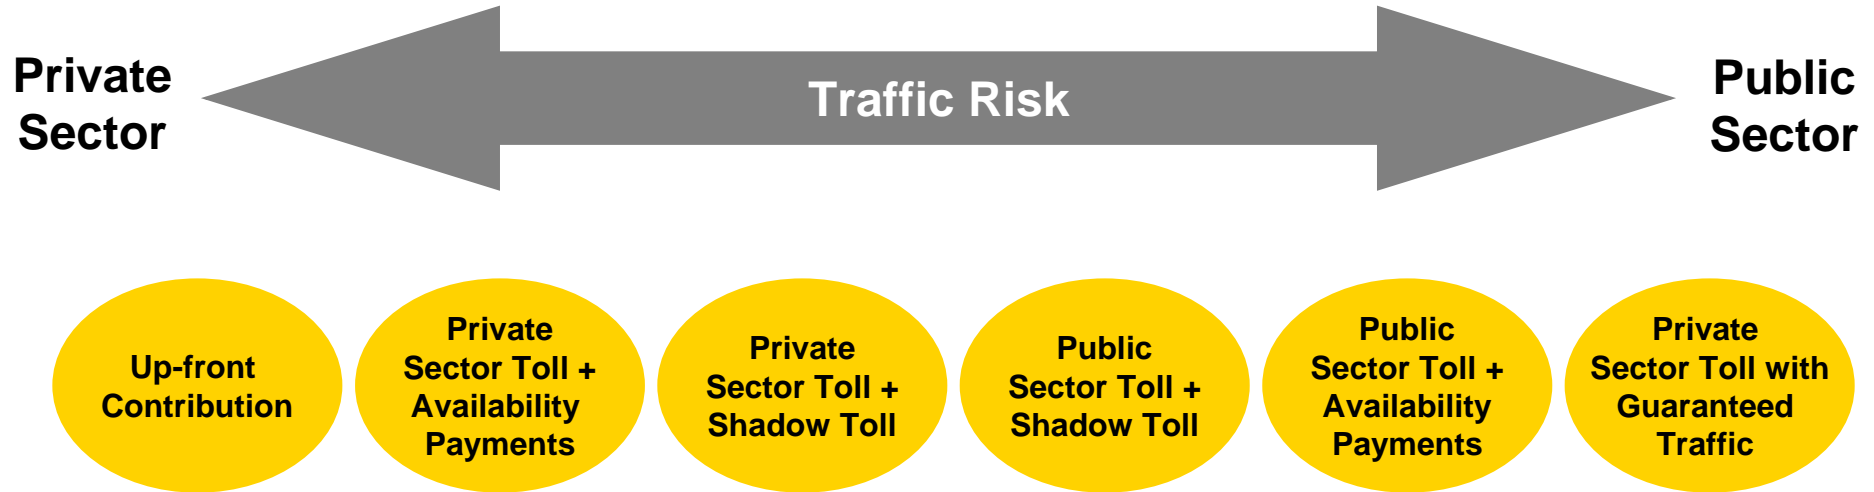 Private
Sector
Traffic Risk
Public
Sector
Up-front
Contribution
Private
Sector Toll +
Availability
Payments
Private
Sector Toll +
Shadow Toll
Public
Sector Toll +
Shadow Toll
Public
Sector Toll +
Availability
Payments
Private
Sector Toll with
Guaranteed
Traffic